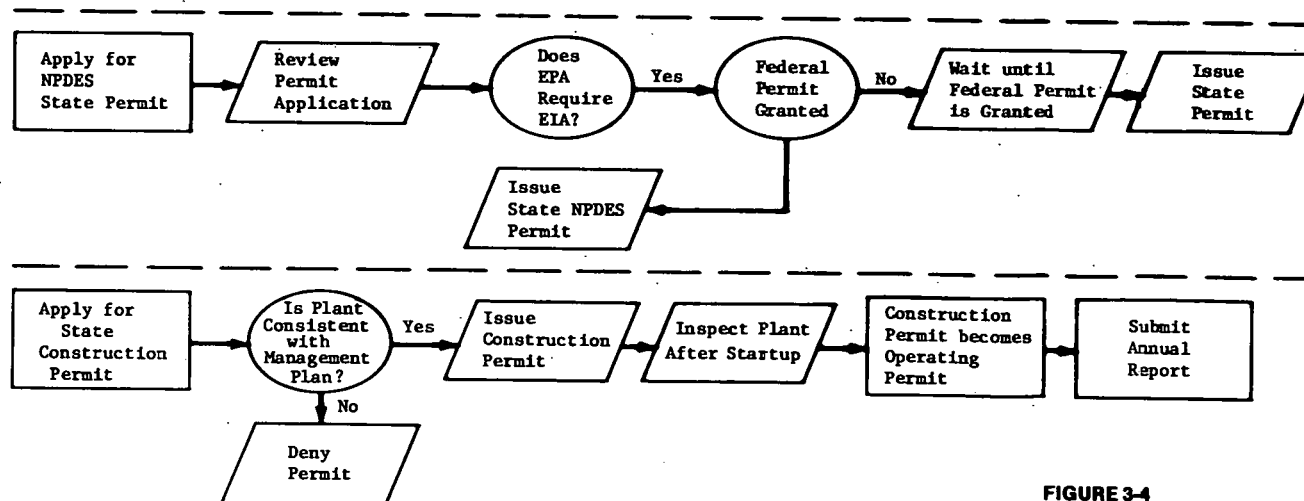 Apply for
NPDES
State Permit
Review
Permit
Application
Does
EPA
Require
EIA?
Yes
Federal
Permit
Granted
No
Wait until
Federal Permit
is Granted
Issue
State
Permit
Issue
State NPDES
Permit
Apply for
State
Construction
Permit
Is Plant
Consistent
with
Management
Plan?
Yes
Issue
Construction
Permit
Inspect Plant
After Startup
Construction
Permit becomes
Operating
Permit
Submit
Annual
Report
No
Deny
Permit
FIGURE 3-4